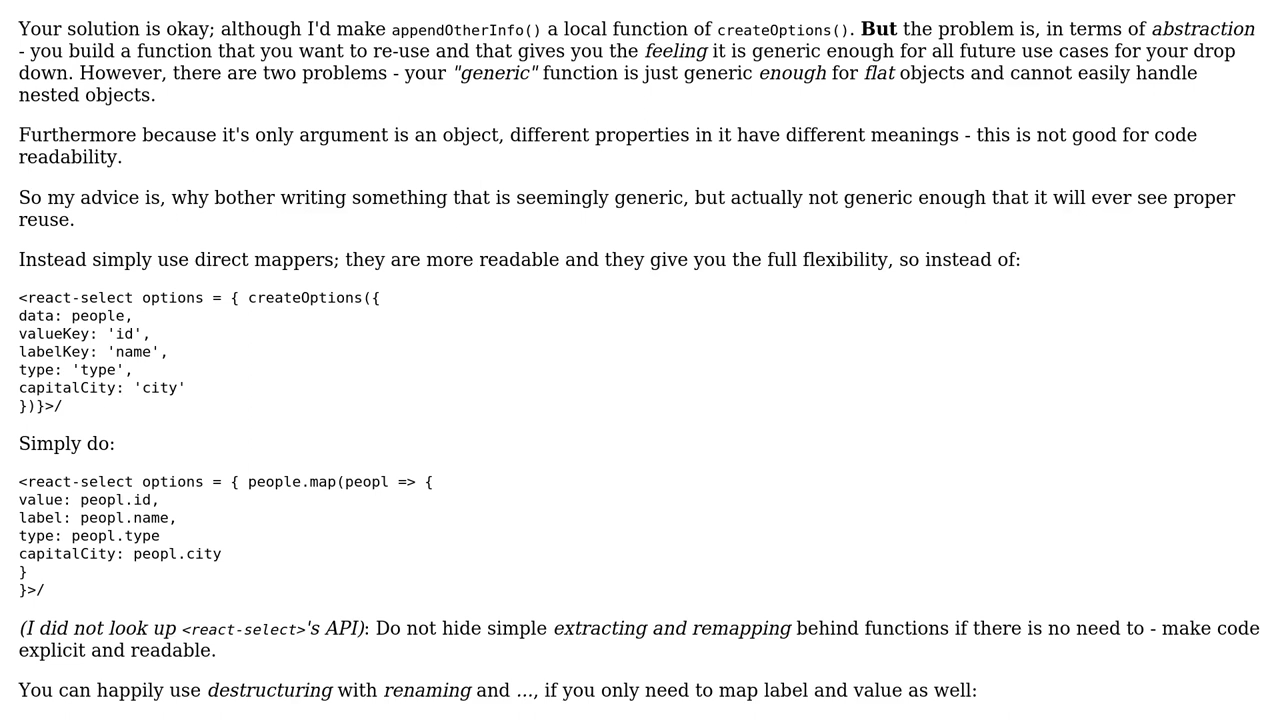 Your solution is okay; although I'd make appendOtherInfo() a local function of createOptions(). But the problem is, in terms of abstraction
- you build a function that you want to re-use and that gives you the feeling it is generic enough for all future use cases for your drop
down. However, there are two problems - your "generic" function is just generic enough for flat objects and cannot easily handle
nested objects.
Furthermore because it's only argument is an object, different properties in it have different meanings - this is not good for code
readability.
So my advice is, why bother writing something that is seemingly generic, but actually not generic enough that it will ever see proper
reuse.
Instead simply use direct mappers; they are more readable and they give you the full flexibility, so instead of:
<react-select options = { createOptions({
data: people,
valueKey: 'id',
labelKey: 'name',
type: 'type',
capitalCity: 'city'
})}>/
Simply do:
<react-select options = { people.map(peopl => {
value: peopl.id,
label: peopl.name,
type: peopl.type
capitalCity: peopl.city
}
}>/
(I did not look up <react-select>'s API): Do not hide simple extracting and remapping behind functions if there is no need to - make code
explicit and readable.
You can happily use destructuring with renaming and ..., if you only need to map label and value as well: